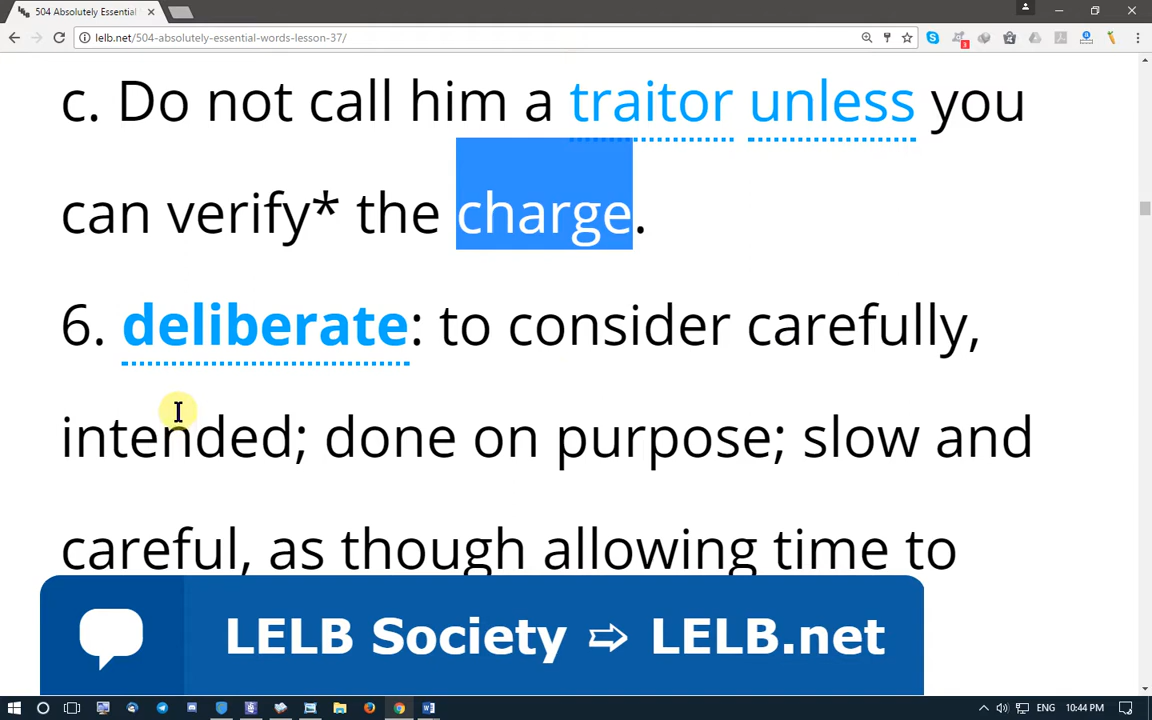 504 Absolutely Essential
lelb.net/504-absolutely-essential-words-lesson-37/
3
c. Do not call him a traitor unless you
can verify* the charge.
6. deliberate: to consider carefully,
intended; done on purpose; slow and
careful, as though allowing time to
LELB Society ⇨ LELB.net
ENG 10:44 PM